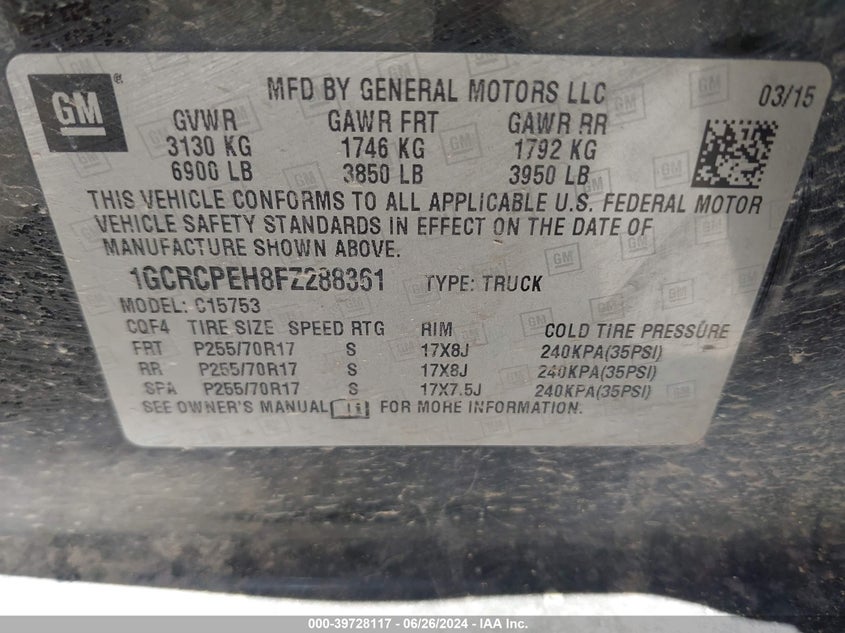 GM ® MFD BY GENERAL MOTORS LLC 03/15
GVWR GAWR FRT GAWR RR
3130 KG 1746 KG 1792 KG
6900 LB 3850 LB 3950 LB
THIS VEHICLE CONFORMS TO ALL APPLICABLE U.S. FEDERAL MOTOR
VEHICLE SAFETY STANDARDS IN EFFECT ON THE DATE OF
MANUFACTURE SHOWN ABOVE.
1GCRCPEH8FZ288361 TYPE: TRUCK
MODEL: C15753
CQF4 TIRE SIZE SPEED RTG RIM COLD TIRE PRESSURE
FRT P255/70R17 S 17X8J 240KPA(35PSI)
RR P255/70R17 S 17X8J 240KPA(35PSI)
SPA P255/70R17 S 17X7.5J 240KPA(35PSI)
SEE OWNER'S MANUAL FOR MORE INFORMATION.
000-39728117 - 06/26/2024 - IAAI.com